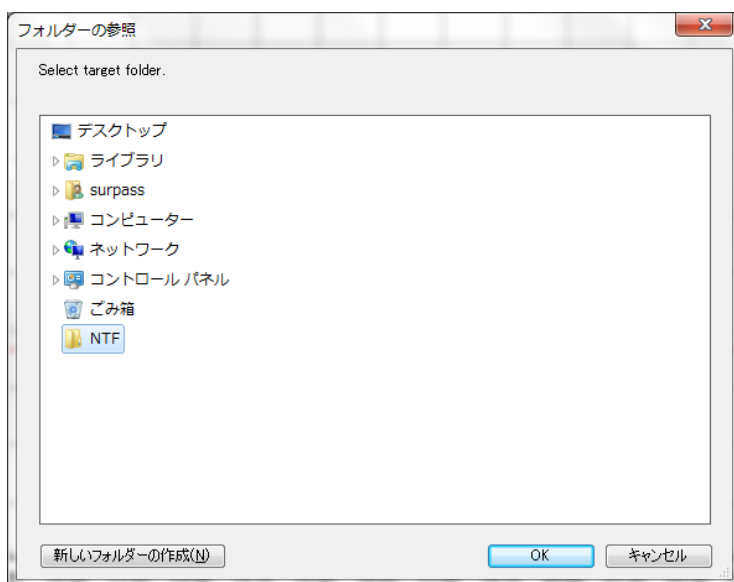 フォルダーの参照
Select target folder.
デスクトップ
ライブラリ
surpass
コンピューター
ネットワーク
コントロール パネル
ごみ箱
NTF
新しいフォルダーの作成(N) OK キャンセル